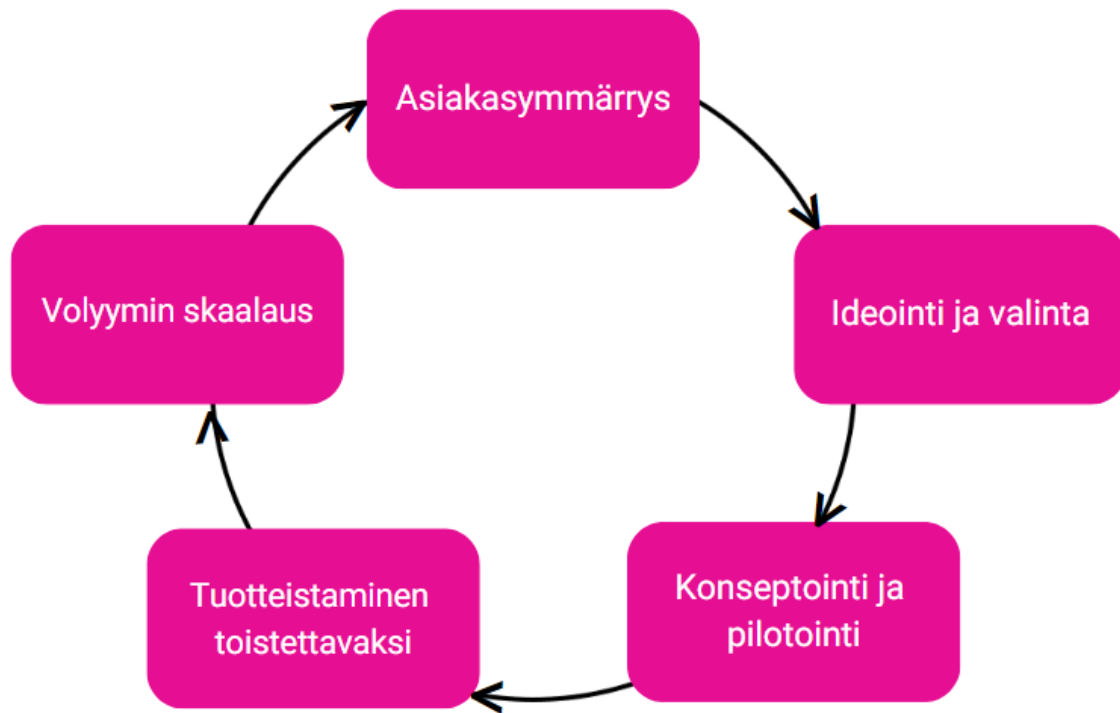 Asiakasymmärrys
Ideointi ja valinta
Konseptointi ja
pilotointi
Tuotteistaminen
toistettavaksi
Volyymin skaalaus